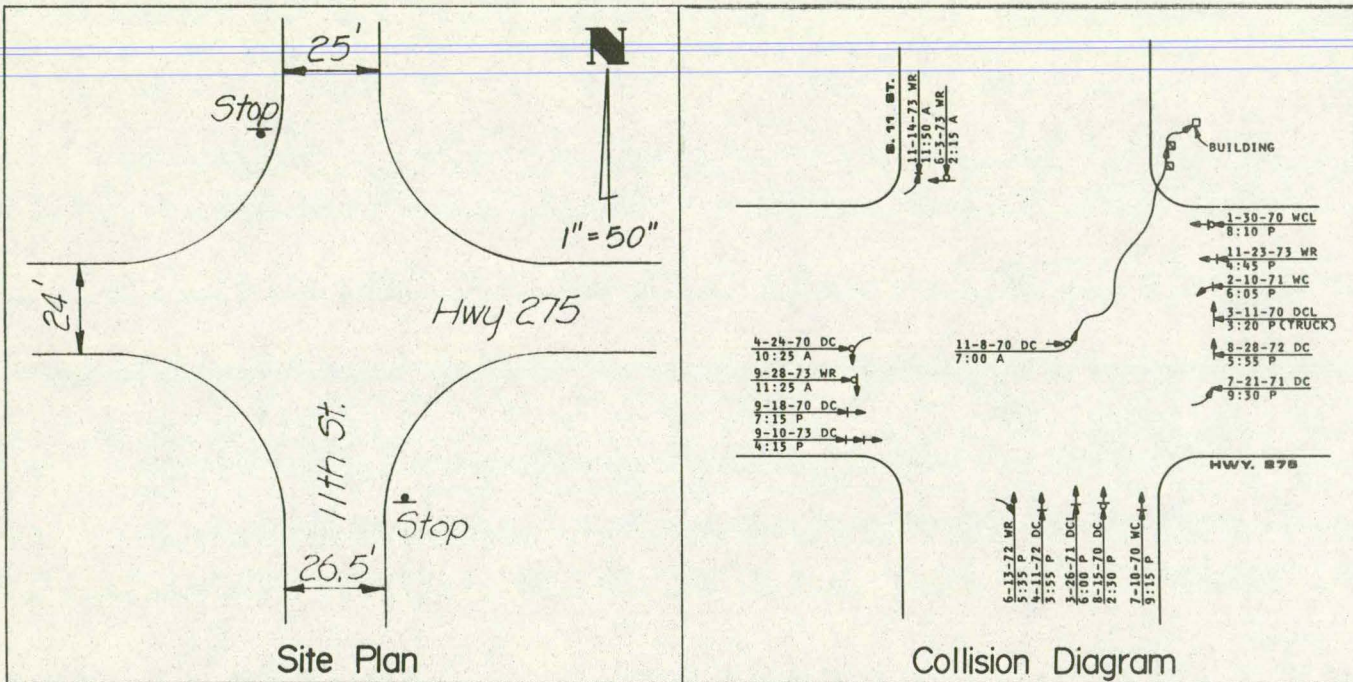 25'
Stop
N
1"=50"
24'
Hwy 275
11th St.
Stop
26.5'
Site Plan
S. 11 ST.
11-14-73 WR
11:50 A
6-3-73 WR
2:15 A
BUILDING
1-30-70 WCL
8:10 P
11-23-73 WR
4:45 P
2-10-71 WC
6:05 P
3-11-70 DCL
3:20 P(TRUCK)
8-28-72 DC
5:55 P
7-21-71 DC
9:30 P
4-24-70 DC
10:25 A
9-28-73 WR
11:25 A
9-18-70 DC
7:15 P
9-10-73 DC
4:15 P
11-8-70 DC
7:00 A
HWY. 275
6-13-72 WR
5:35 P
4-11-72 DC
3:55 P
3-26-71 DCL
6:00 P
8-15-70 DC
2:30 P
7-10-70 WC
9:15 P
Collision Diagram